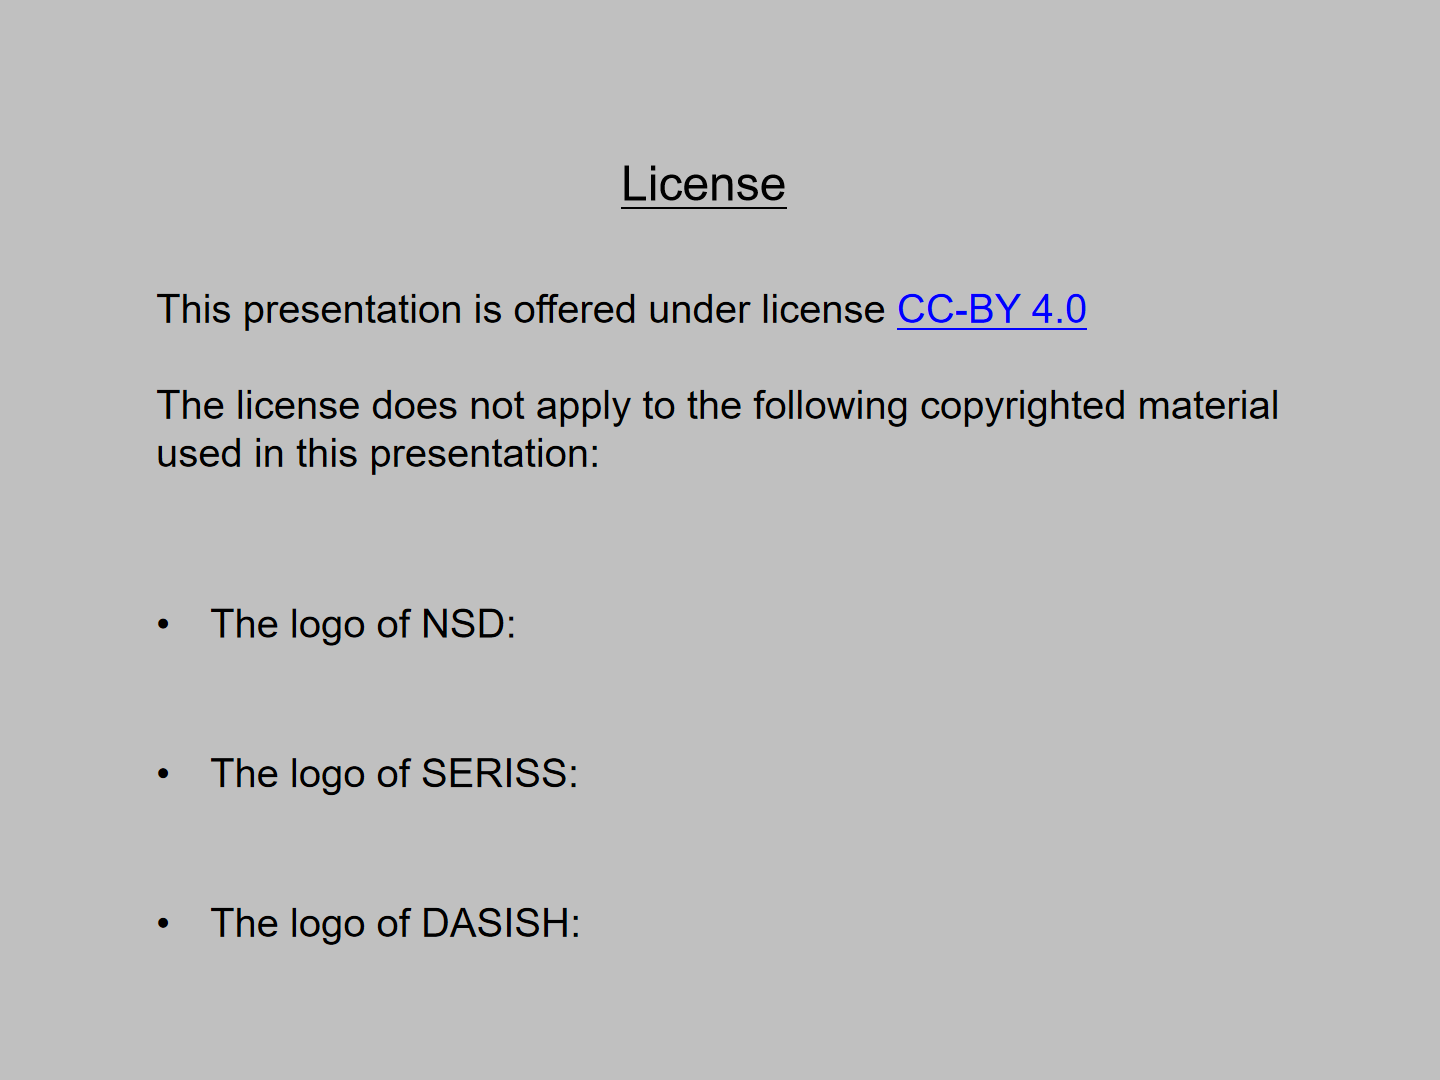 License
This presentation is offered under license CC-BY 4.0
The license does not apply to the following copyrighted material
used in this presentation:
• The logo of NSD:
• The logo of SERISS:
• The logo of DASISH: